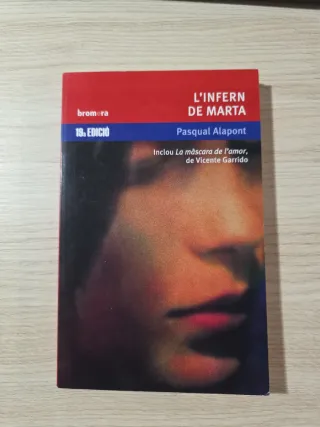 L'INFERN
DE MARTA
bromera
19a EDICIÓ
Pasqual Alapont
Inclou La màscara de l'amor,
de Vicente Garrido